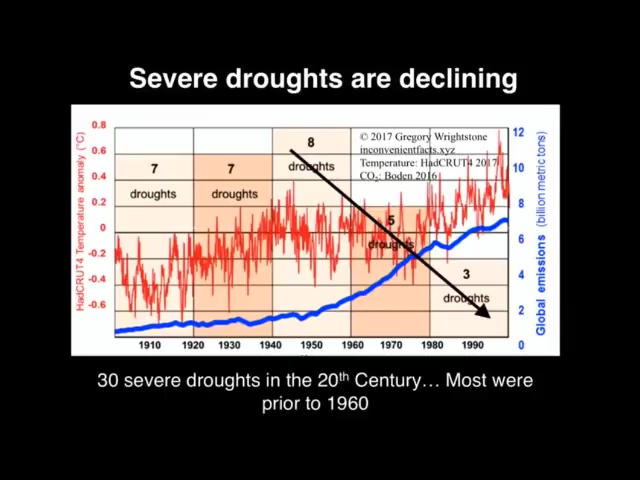 Severe droughts are declining
0.8
0.6
0.4
0.2
0
-0.2
-0.4
-0.6
HadCRUT4 Temperature anomaly (°C)
7
droughts
7
droughts
8
droughts
5
droughts
3
droughts
© 2017 Gregory Wrightstone
inconvenientfacts.xyz
Temperature: HadCRUT4 2017
CO₂: Boden 2016
12
10
8
6
4
2
0
Global emissions (billion metric tons)
1910 1920 1930 1940 1950 1960 1970 1980 1990
30 severe droughts in the 20th Century… Most were
prior to 1960